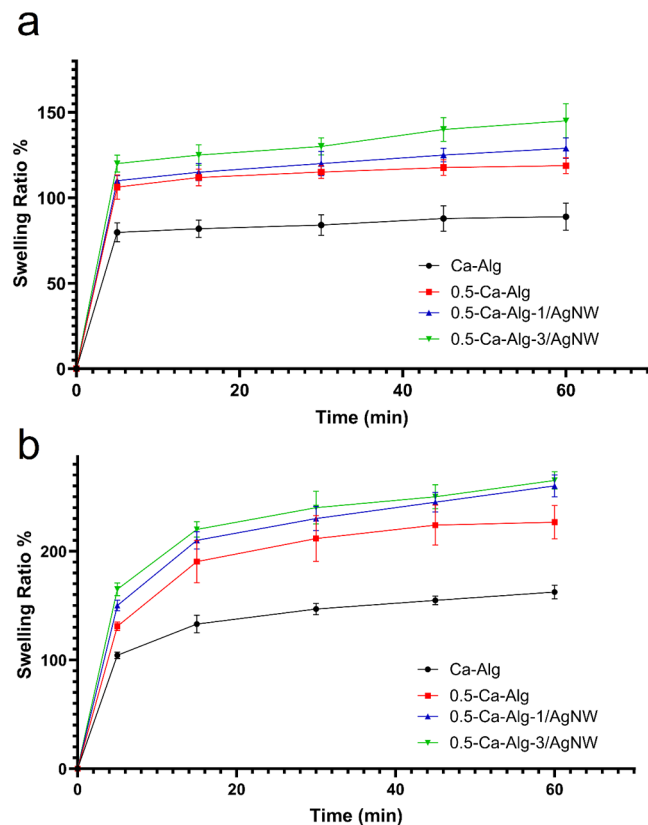 a
Swelling Ratio %
150
100
50
0
Ca-Alg
0.5-Ca-Alg
0.5-Ca-Alg-1/AgNW
0.5-Ca-Alg-3/AgNW
0 20 40 60
Time (min)
b
Swelling Ratio %
200
100
0
Ca-Alg
0.5-Ca-Alg
0.5-Ca-Alg-1/AgNW
0.5-Ca-Alg-3/AgNW
0 20 40 60
Time (min)